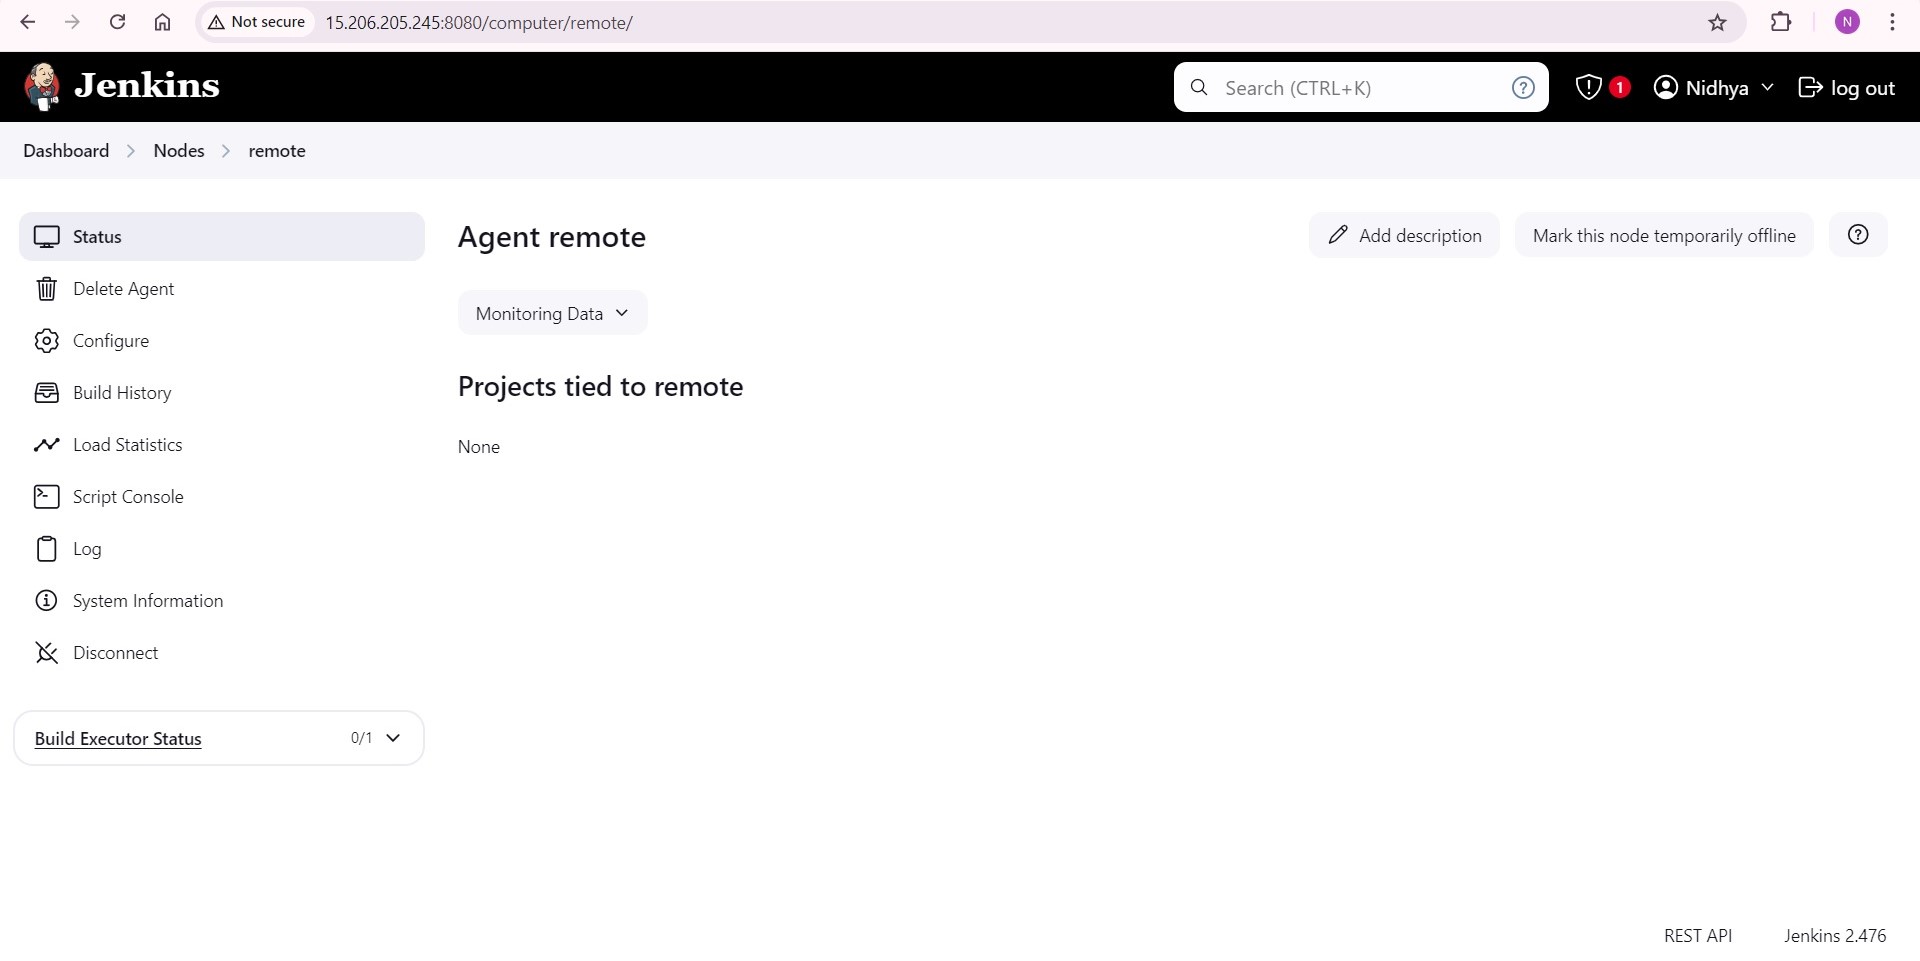 Not secure 15.206.205.245:8080/computer/remote/ N
Jenkins Search (CTRL+K) ? 1 Nidhya log out
Dashboard Nodes remote
Status
Delete Agent
Configure
Build History
Load Statistics
Script Console
Log
System Information
Disconnect
Build Executor Status 0/1
Agent remote Add description Mark this node temporarily offline ?
Monitoring Data
Projects tied to remote
None
REST API Jenkins 2.476